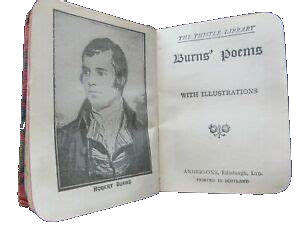 ROBERT BURNS
THE THISTLE LIBRARY
Burns' Poems
WITH ILLUSTRATIONS
ANDERSONS, Edinburgh, LTD.
PRINTED IN SCOTLAND